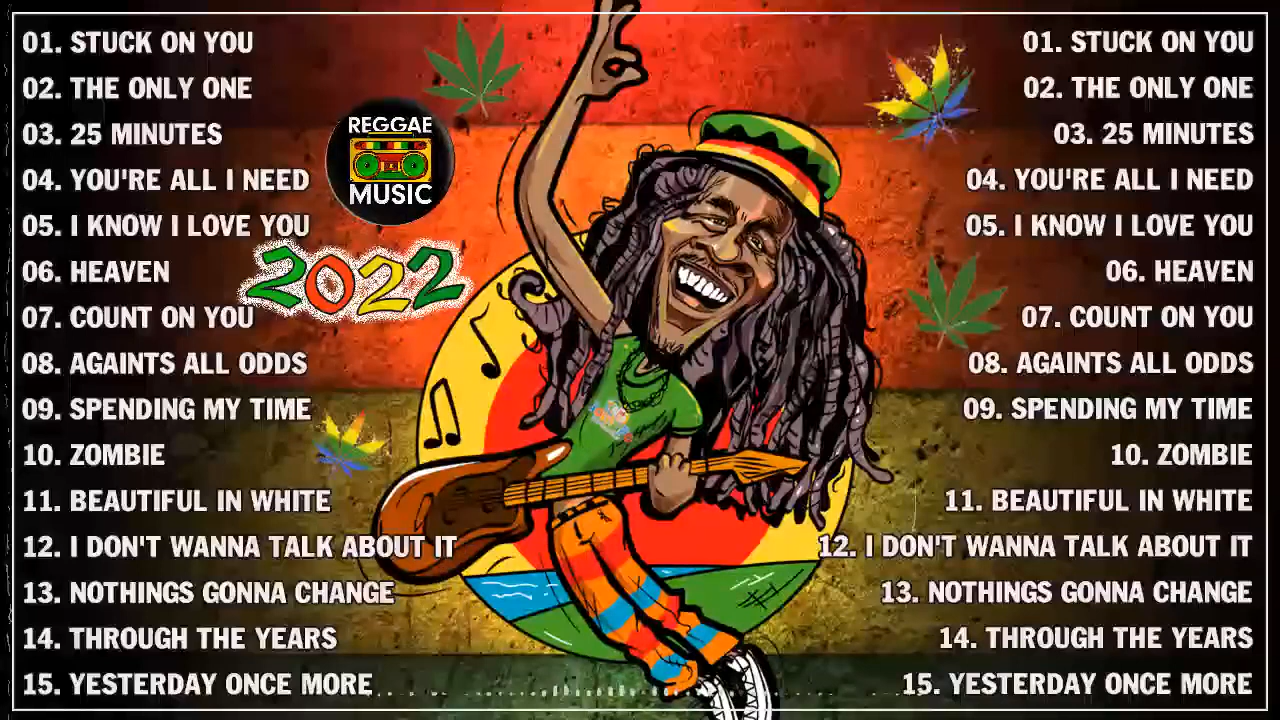 01. STUCK ON YOU
02. THE ONLY ONE
03. 25 MINUTES
04. YOU'RE ALL I NEED
05. I KNOW I LOVE YOU
06. HEAVEN
07. COUNT ON YOU
08. AGAINTS ALL ODDS
09. SPENDING MY TIME
10. ZOMBIE
11. BEAUTIFUL IN WHITE
12. I DON'T WANNA TALK ABOUT IT
13. NOTHINGS GONNA CHANGE
14. THROUGH THE YEARS
15. YESTERDAY ONCE MORE
REGGAE
MUSIC
2022
01. STUCK ON YOU
02. THE ONLY ONE
03. 25 MINUTES
04. YOU'RE ALL I NEED
05. I KNOW I LOVE YOU
06. HEAVEN
07. COUNT ON YOU
08. AGAINTS ALL ODDS
09. SPENDING MY TIME
10. ZOMBIE
11. BEAUTIFUL IN WHITE
12. I DON'T WANNA TALK ABOUT IT
13. NOTHINGS GONNA CHANGE
14. THROUGH THE YEARS
15. YESTERDAY ONCE MORE